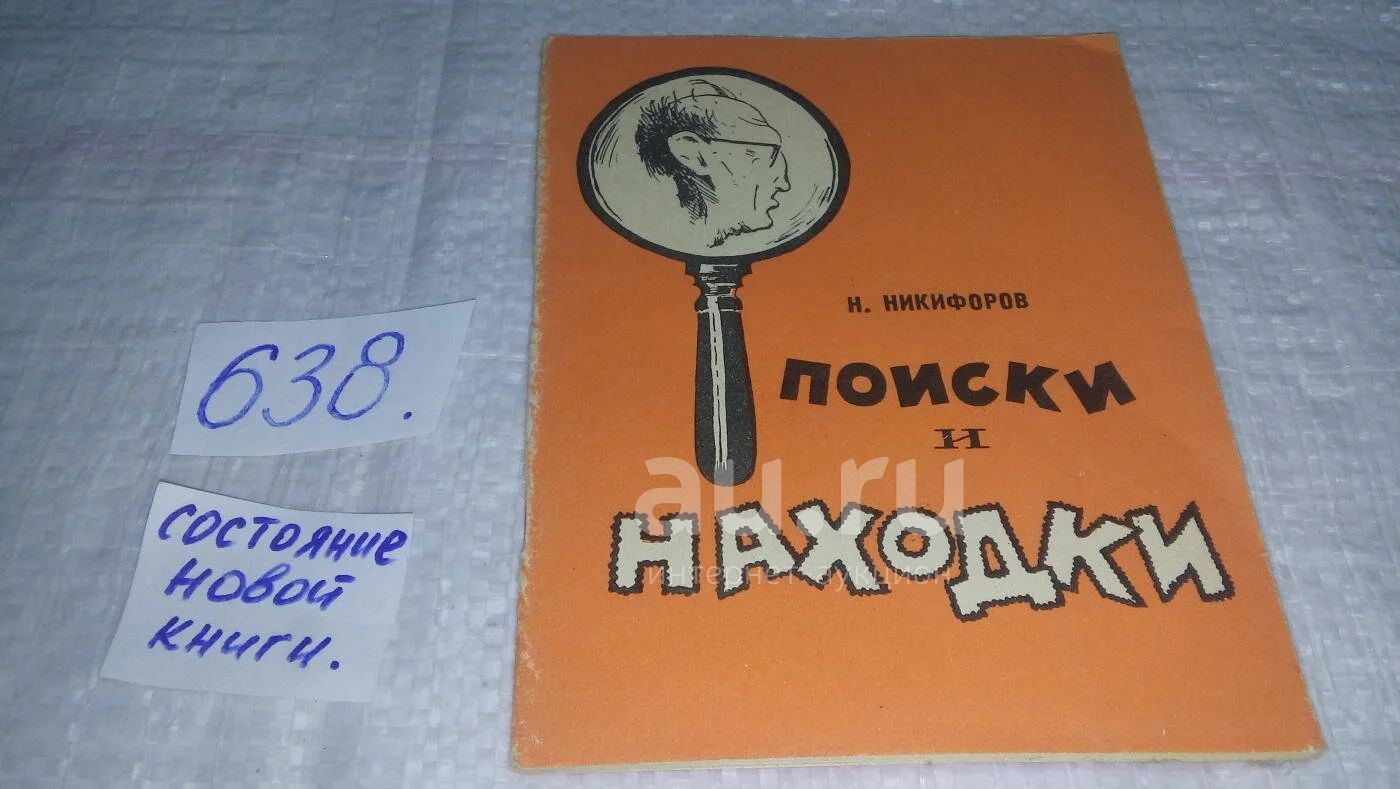 638.
состояние
новой
книги.
Н. НИКИФОРОВ
ПОИСКИ
И
НАХОДКИ
au.ru
интернет-аукцион